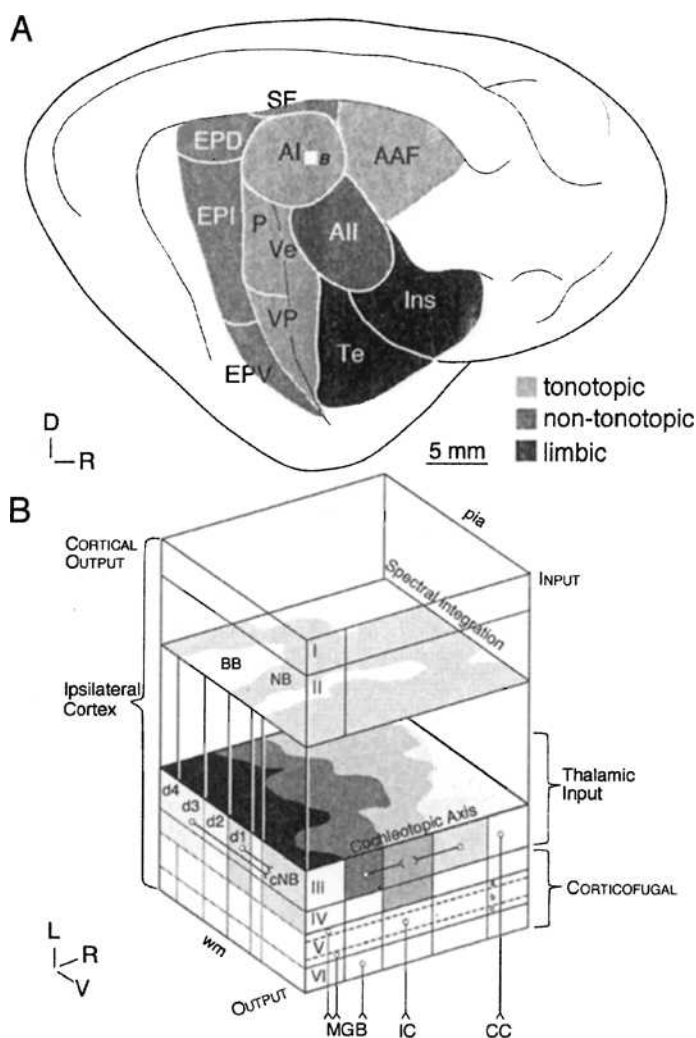 A
SF
EPD
AI
B
AAF
EPI
P
Ve
AII
VP
Ins
Te
EPV
D
R
5 mm
tonotopic
non-tonotopic
limbic
B
CORTICAL OUTPUT
pia
INPUT
Spectral Integration
I
BB
NB
II
Ipsilateral Cortex
Thalamic Input
d4
d3
d2
d1
cNB
Cochleotopic Axis
III
IV
V
VI
CORTICOFUGAL
L
R
V
wm
OUTPUT
MGB
IC
CC